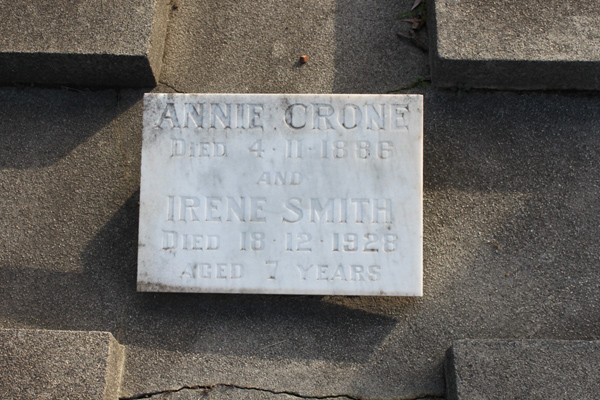 ANNIE CRONE
DIED 4·11·1886
AND
IRENE SMITH
DIED 18·12·1928
AGED 7 YEARS